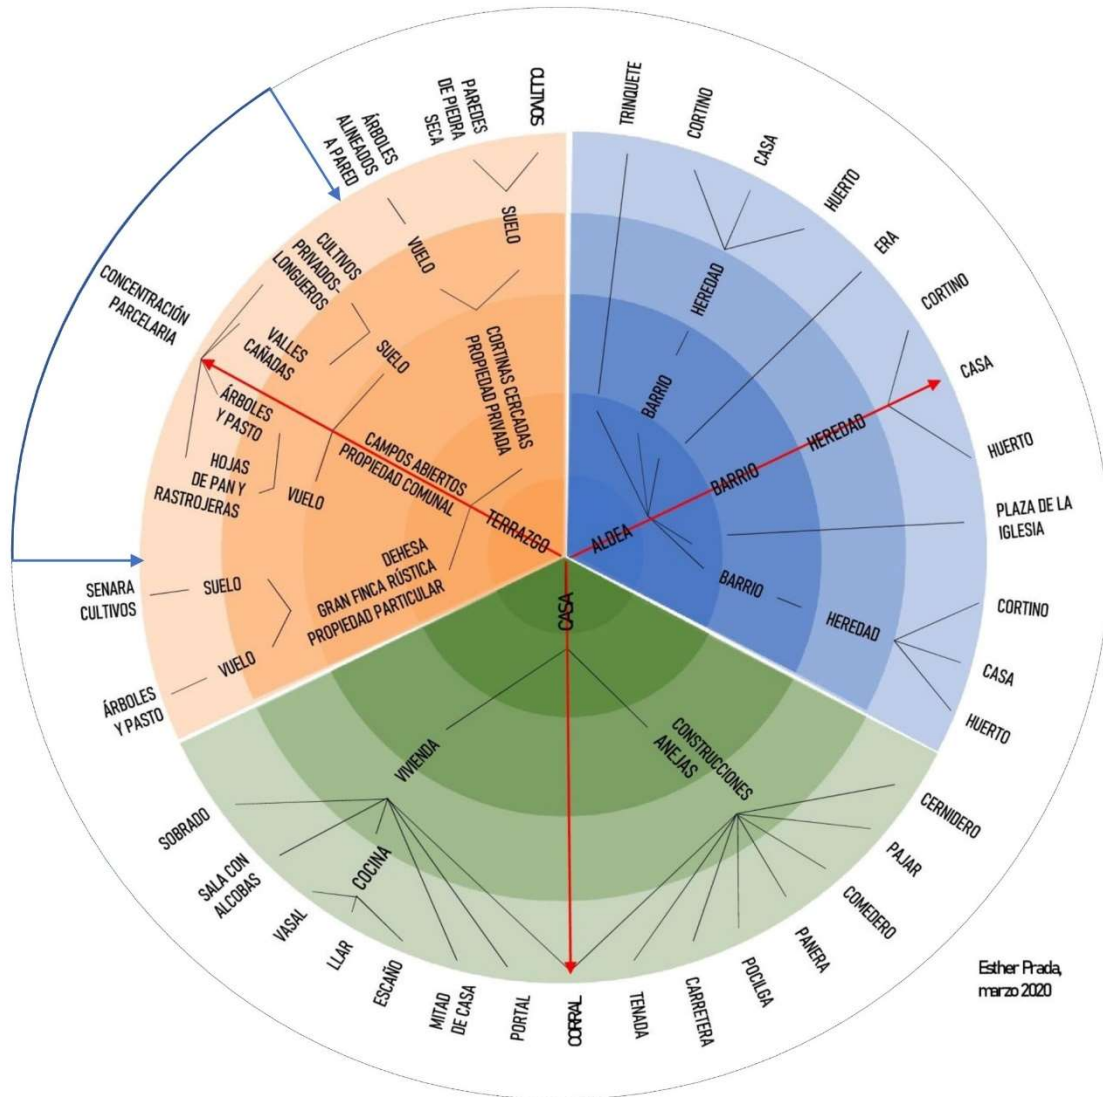 CULTIVOS
PAREDES
DE PIEDRA
SECA
ÁRBOLES
ALINEADOS
A PARED
SUELO
VUELO
CORTINAS CERCADAS
PROPIEDAD PRIVADA
CONCENTRACIÓN
PARCELARIA
CULTIVOS
PRIVADOS,
LONGUEROS
VALLES
CAÑADAS
SUELO
ÁRBOLES
Y PASTO
HOJAS
DE PAN Y
RASTROJERAS
VUELO
CAMPOS ABIERTOS
PROPIEDAD COMUNAL
TERRAZGO
DEHESA
GRAN FINCA RÚSTICA
PROPIEDAD PARTICULAR
SENARA
CULTIVOS
SUELO
VUELO
ÁRBOLES
Y PASTO
TRINQUETE
CORTINO
CASA
HUERTO
HEREDAD
BARRIO
ERA
CORTINO
CASA
HUERTO
HEREDAD
BARRIO
ALDEA
PLAZA DE LA
IGLESIA
BARRIO
HEREDAD
CORTINO
CASA
HUERTO
CASA
VIVIENDA
CONSTRUCCIONES
ANEJAS
SOBRADO
SALA CON
ALCOBAS
COCINA
VASAL
LLAR
ESCAÑO
MITAD
DE CASA
PORTAL
CORRAL
TENADA
CARRETERA
POCILGA
PANERA
COMEDERO
PAJAR
CERNIDERO
Esther Prada,
marzo 2020